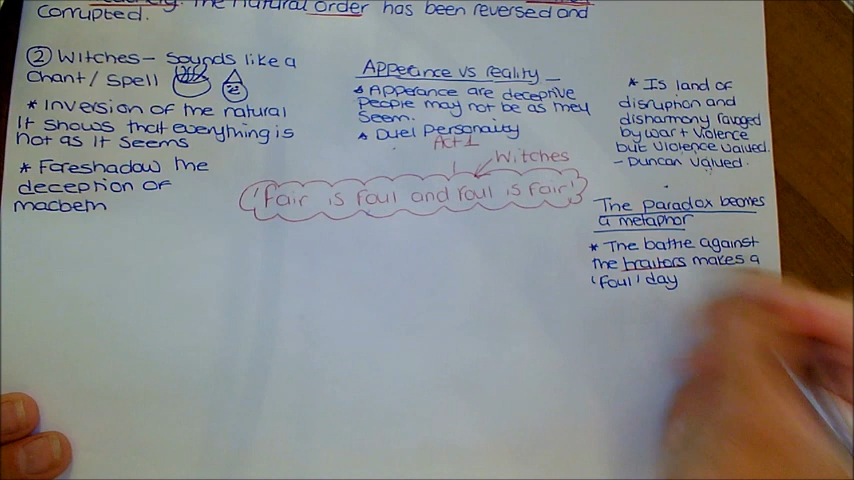 The natural order has been reversed and
corrupted.
② Witches - sounds like a
chant / spell
* Inversion of the natural
It shows that everything is
not as it seems
* Foreshadow the
deception of
macbeth
Apperance vs reality
* Apperance are deceptive
people may not be as they
seem.
* Duel personality
Act 1
Witches
'Fair is foul and foul is fair'
* Is land of
disruption and
disharmony ravaged
by war + violence
but violence valued.
- Duncan valued.
The paradox becomes
a metaphor
* The battle against
the traitors makes a
'foul' day